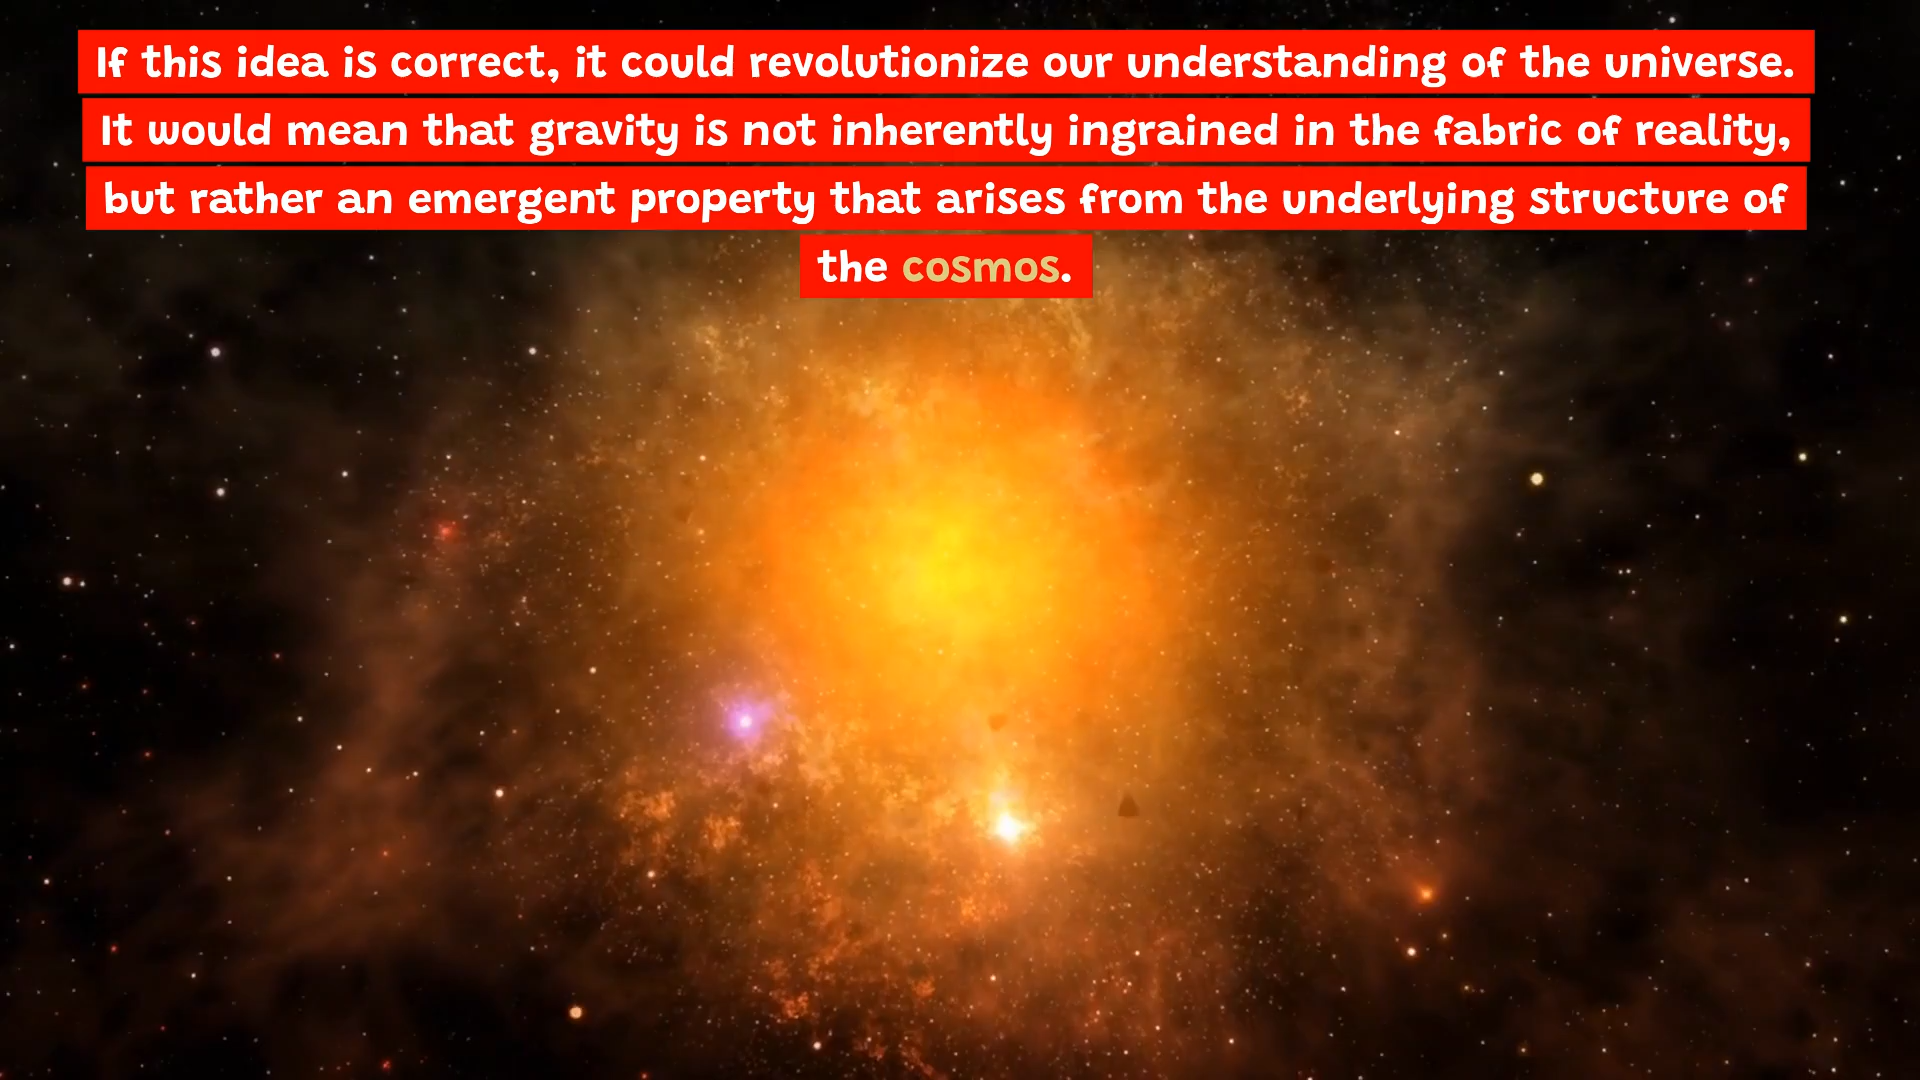 If this idea is correct, it could revolutionize our understanding of the universe.
It would mean that gravity is not inherently ingrained in the fabric of reality,
but rather an emergent property that arises from the underlying structure of
the cosmos.